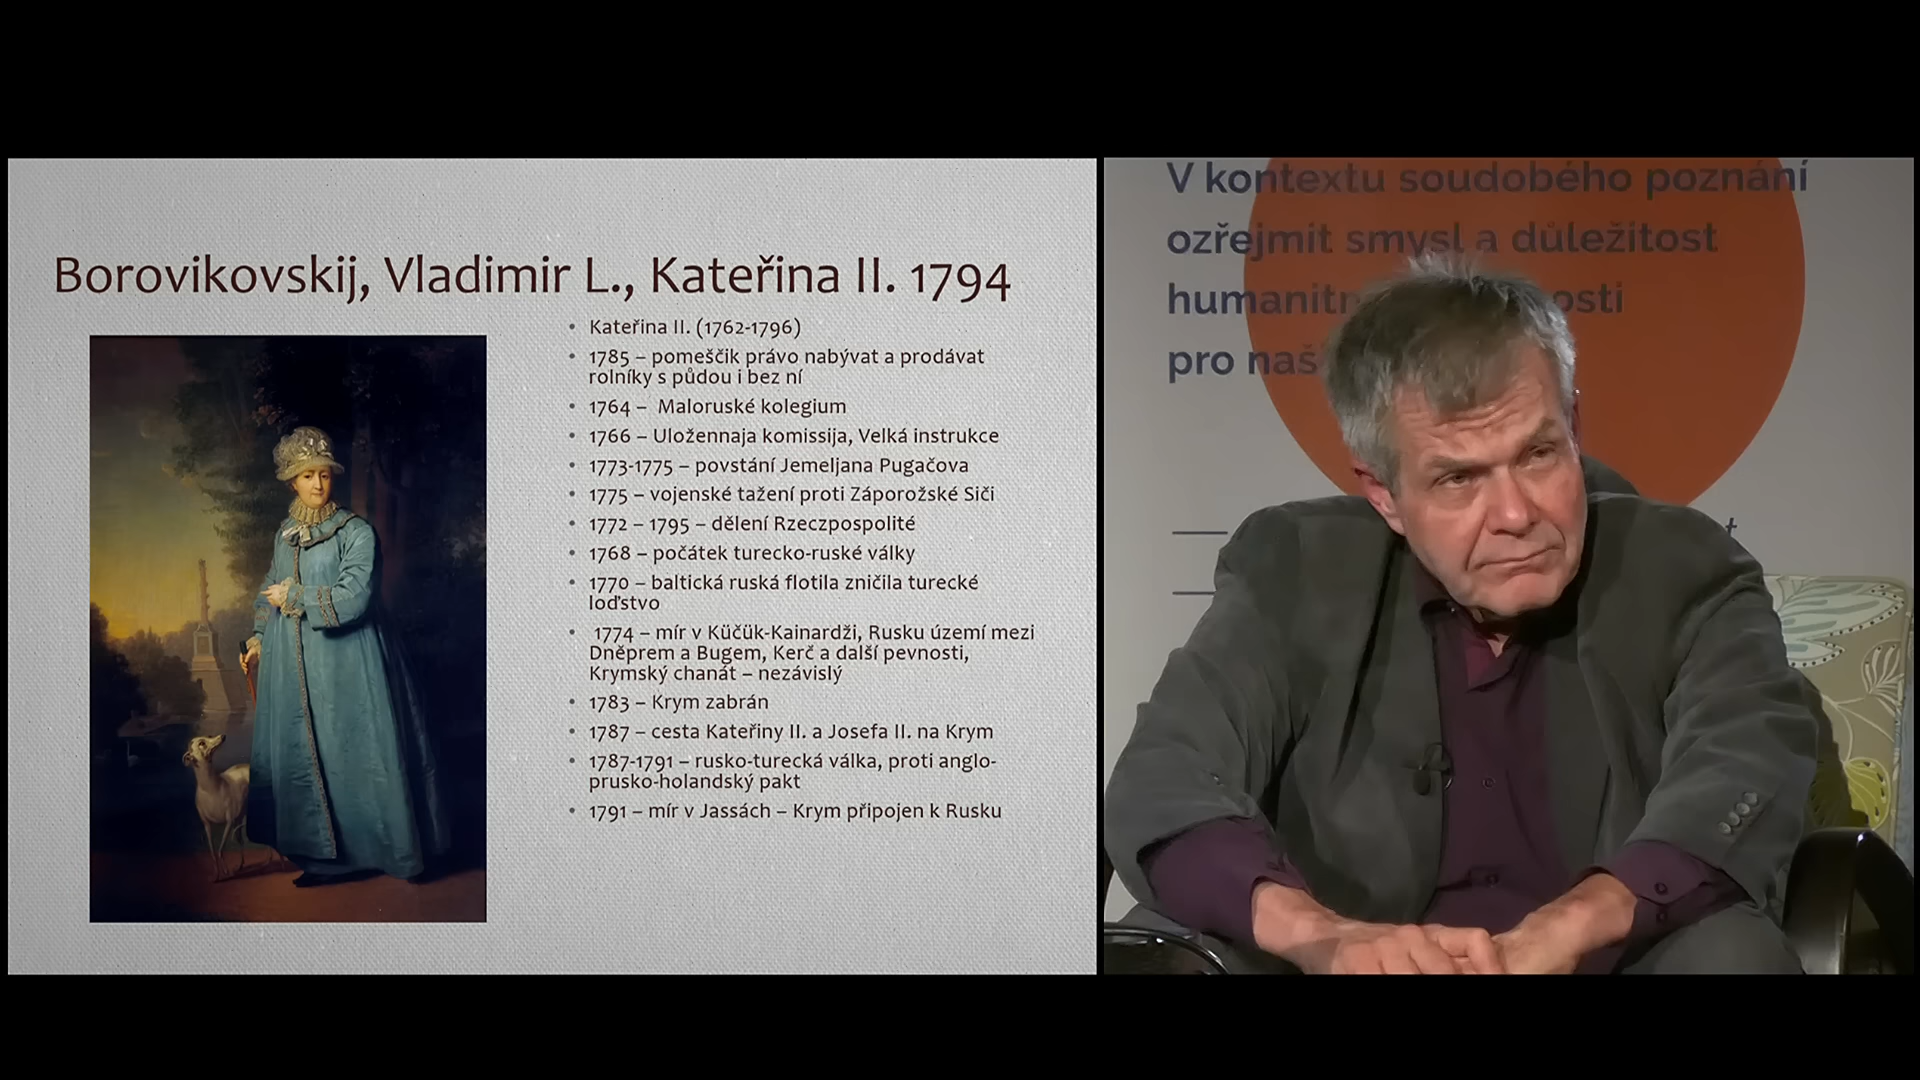 Borovikovskij, Vladimir L., Kateřina II. 1794
• Kateřina II. (1762-1796)
• 1785 – pomeščik právo nabývat a prodávat
rolníky s půdou i bez ní
• 1764 – Maloruské kolegium
• 1766 – Uložennaja komissija, Velká instrukce
• 1773-1775 – povstání Jemeljana Pugačova
• 1775 – vojenské tažení proti Záporožské Siči
• 1772 – 1795 – dělení Rzeczpospolité
• 1768 – počátek turecko-ruské války
• 1770 – baltická ruská flotila zničila turecké
loďstvo
• 1774 – mír v Küčük-Kainardži, Rusku území mezi
Dněprem a Bugem, Kerč a další pevnosti,
Krymský chanát – nezávislý
• 1783 – Krym zabrán
• 1787 – cesta Kateřiny II. a Josefa II. na Krym
• 1787-1791 – rusko-turecká válka, proti anglo-
prusko-holandský pakt
• 1791 – mír v Jassách – Krym připojen k Rusku
V kontextu soudobého poznání
ozřejmit smysl a důležitost
pro